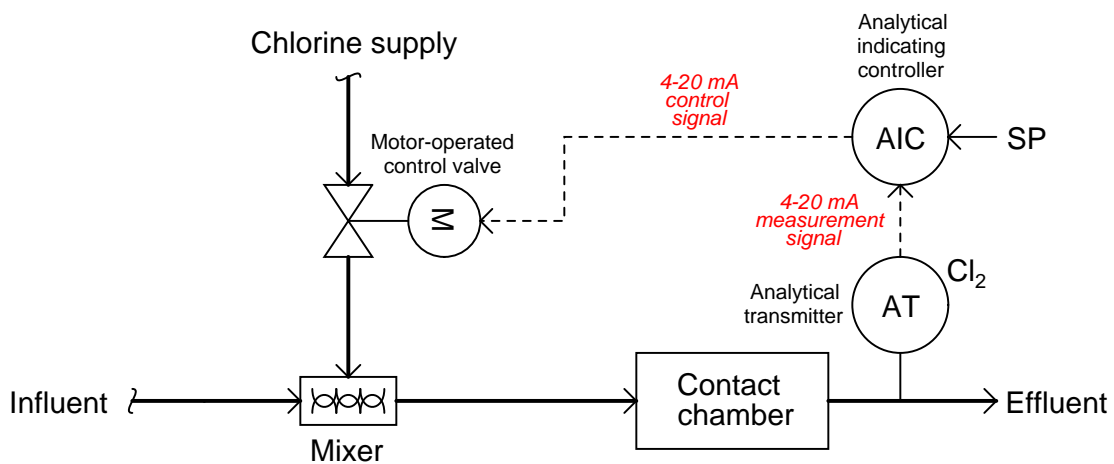 Chlorine supply
Analytical
indicating
controller
4-20 mA
control
signal
AIC
SP
Motor-operated
control valve
M
4-20 mA
measurement
signal
Cl2
Analytical
transmitter
AT
Influent
Mixer
Contact
chamber
Effluent